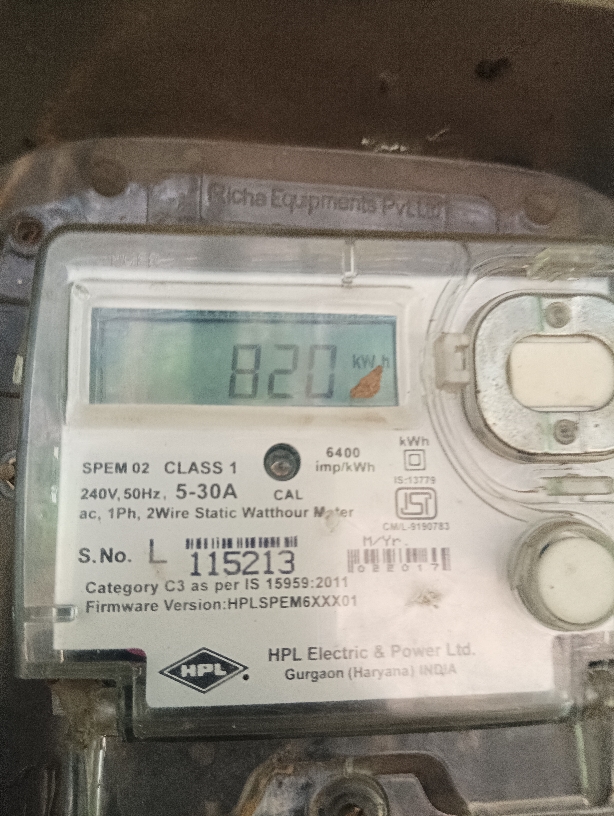 Richa Equipments Pvt.Ltd
820 kWh
SPEM 02 CLASS 1
6400 imp/kWh
kWh
240V,50Hz, 5-30A
CAL
IS:13779
ac, 1Ph, 2Wire Static Watthour Meter
ISI
CM/L-9190783
S.No. L 115213
M/Yr.
022017
Category C3 as per IS 15959:2011
Firmware Version:HPLSPEM6XXX01
HPL
HPL Electric & Power Ltd.
Gurgaon (Haryana) INDIA